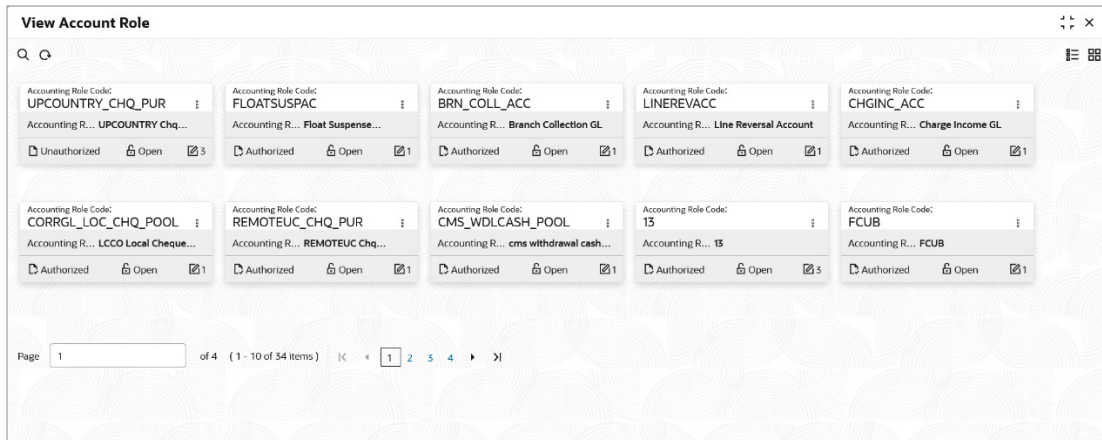 View Account Role
Accounting Role Code: Accounting Role Code: Accounting Role Code: Accounting Role Code: Accounting Role Code:
UPCOUNTRY_CHQ_PUR FLOATSUSPAC BRN_COLL_ACC LINEREVACC CHGINC_ACC
Accounting R... UPCOUNTRY Chq... Accounting R... Float Suspense... Accounting R... Branch Collection GL Accounting R... Line Reversal Account Accounting R... Charge Income GL
Unauthorized Open 3 Authorized Open 1 Authorized Open 1 Authorized Open 1 Authorized Open 1
Accounting Role Code: Accounting Role Code: Accounting Role Code: Accounting Role Code: Accounting Role Code:
CORRGL_LOC_CHQ_POOL REMOTEUC_CHQ_PUR CMS_WDLCASH_POOL 13 FCUB
Accounting R... LCCO Local Cheque... Accounting R... REMOTEUC Chq... Accounting R... cms withdrawal cash... Accounting R... 13 Accounting R... FCUB
Authorized Open 1 Authorized Open 1 Authorized Open 1 Authorized Open 3 Authorized Open 1
Page 1 of 4 (1 - 10 of 34 items) 1 2 3 4